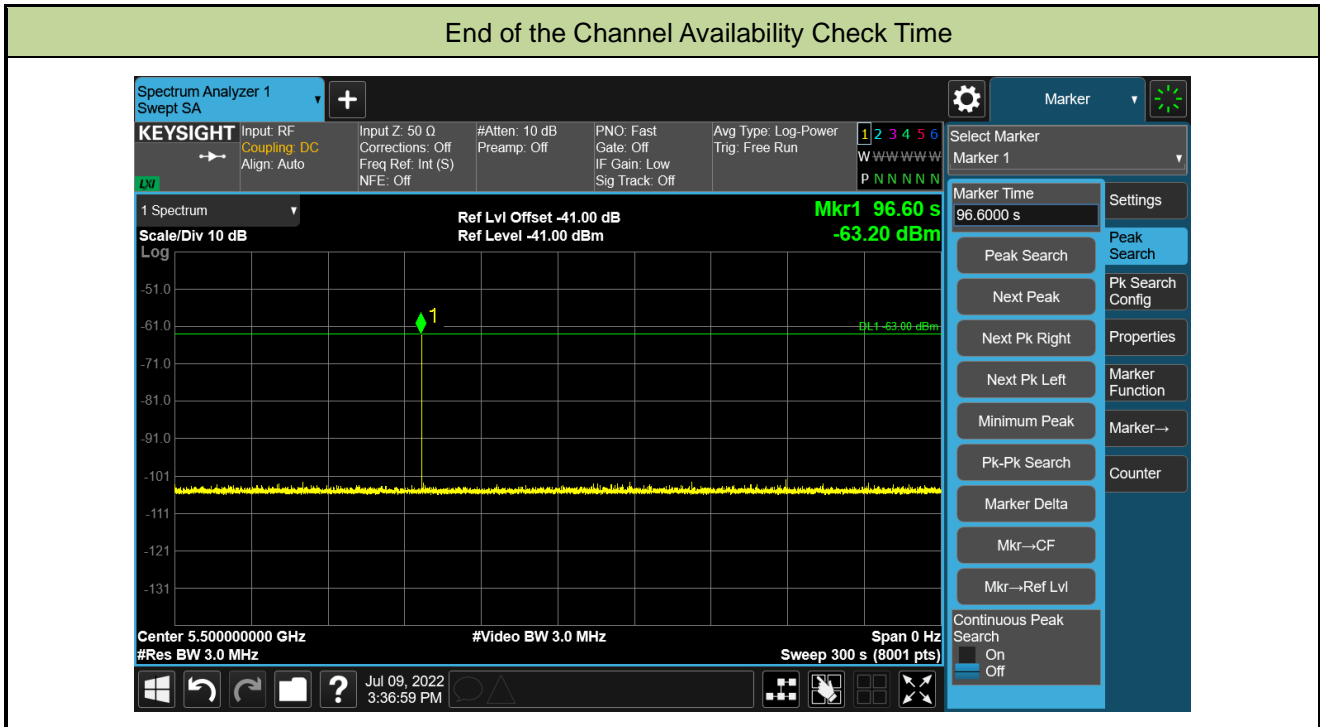 End of the Channel Availability Check Time
Spectrum Analyzer 1
Swept SA
Marker
KEYSIGHT
LXI
Input: RF
Coupling: DC
Align: Auto
Input Z: 50 Ω
Corrections: Off
Freq Ref: Int (S)
NFE: Off
#Atten: 10 dB
Preamp: Off
PNO: Fast
Gate: Off
IF Gain: Low
Sig Track: Off
Avg Type: Log-Power
Trig: Free Run
1 2 3 4 5 6
W W W W W W
P N N N N N
Select Marker
Marker 1
1 Spectrum
Scale/Div 10 dB
Log
Ref Lvl Offset -41.00 dB
Ref Level -41.00 dBm
Mkr1 96.60 s
-63.20 dBm
-51.0
-61.0
-71.0
-81.0
-91.0
-101
-111
-121
-131
1
DL1 -63.00 dBm
Center 5.500000000 GHz
#Res BW 3.0 MHz
#Video BW 3.0 MHz
Span 0 Hz
Sweep 300 s (8001 pts)
Marker Time
96.6000 s
Peak Search
Next Peak
Next Pk Right
Next Pk Left
Minimum Peak
Pk-Pk Search
Marker Delta
Mkr→CF
Mkr→Ref Lvl
Continuous Peak
Search
On
Off
Settings
Peak
Search
Pk Search
Config
Properties
Marker
Function
Marker→
Counter
?
Jul 09, 2022
3:36:59 PM